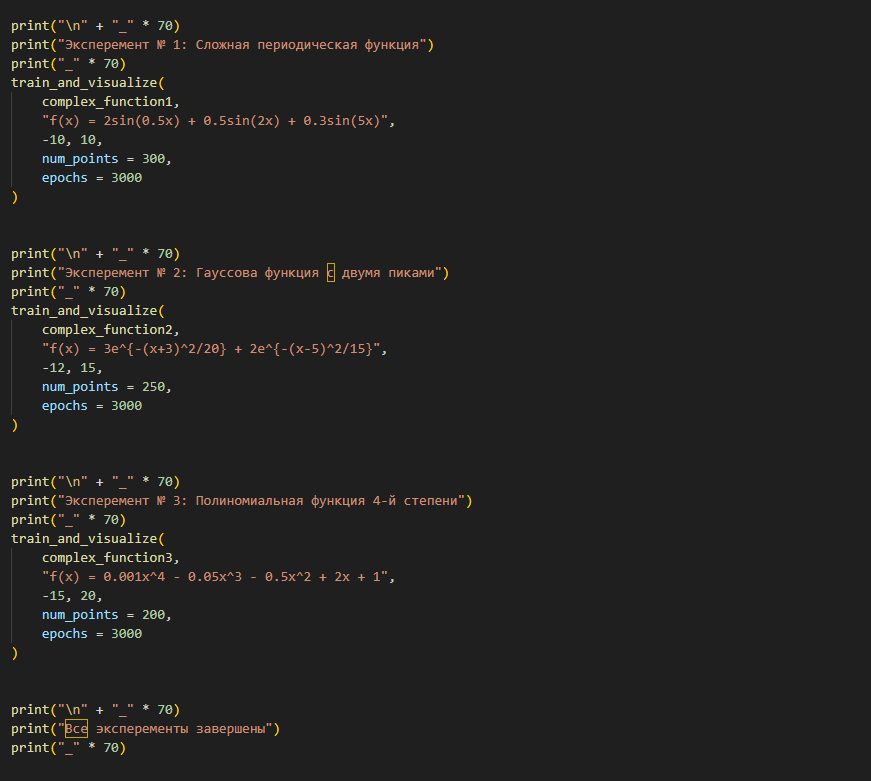 print("\n" + "_" * 70)
print("Эксперемент № 1: Сложная периодическая функция")
print("_" * 70)
train_and_visualize(
    complex_function1,
    "f(x) = 2sin(0.5x) + 0.5sin(2x) + 0.3sin(5x)",
    -10, 10,
    num_points = 300,
    epochs = 3000
)
print("\n" + "_" * 70)
print("Эксперемент № 2: Гауссова функция с двумя пиками")
print("_" * 70)
train_and_visualize(
    complex_function2,
    "f(x) = 3e^{-(x+3)^2/20} + 2e^{-(x-5)^2/15}",
    -12, 15,
    num_points = 250,
    epochs = 3000
)
print("\n" + "_" * 70)
print("Эксперемент № 3: Полиномиальная функция 4-й степени")
print("_" * 70)
train_and_visualize(
    complex_function3,
    "f(x) = 0.001x^4 - 0.05x^3 - 0.5x^2 + 2x + 1",
    -15, 20,
    num_points = 200,
    epochs = 3000
)
print("\n" + "_" * 70)
print("Все эксперементы завершены")
print("_" * 70)